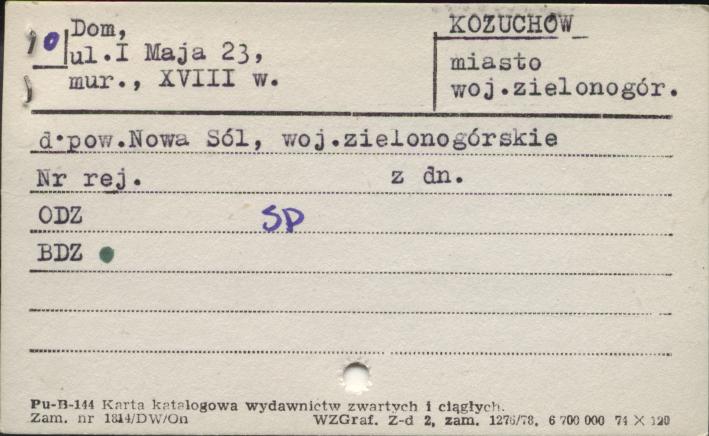 Dom,
ul.I Maja 23,
mur., XVIII w.
KOZUCHÓW
miasto
woj.zielonogór.
d.pow.Nowa Sól, woj.zielonogórskie
Nr rej. z dn.
ODZ SP
BDZ
Pu-B-144 Karta katalogowa wydawnictw zwartych i ciągłych.
Zam. nr 1814/DW/On WZGraf. Z-d 2, zam. 1276/78, 6 700 000 74 X 120